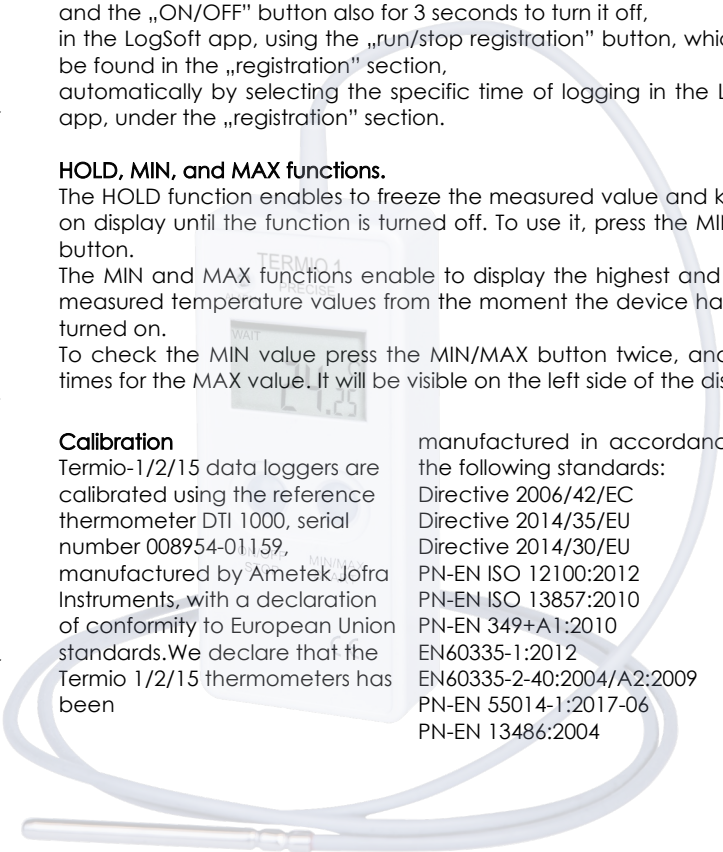 and the „ON/OFF” button also for 3 seconds to turn it off,
in the LogSoft app, using the „run/stop registration” button,
be found in the „registration” section,
automatically by selecting the specific time of logging in the
app, under the „registration” section.
HOLD, MIN, and MAX functions.
The HOLD function enables to freeze the measured value and
on display until the function is turned off. To use it, press the
button.
The MIN and MAX functions enable to display the highest and
measured temperature values from the moment the device
turned on.
To check the MIN value press the MIN/MAX button twice,
times for the MAX value. It will be visible on the left side of the
Calibration
Termio-1/2/15 data loggers are
calibrated using the reference
thermometer DTI 1000, serial
number 008954-01159,
manufactured by Ametek Jofra
Instruments, with a declaration
of conformity to European Union
standards.We declare that the
Termio 1/2/15 thermometers has
been
manufactured in
the following standards:
Directive 2006/42/EC
Directive 2014/35/EU
Directive 2014/30/EU
PN-EN ISO 12100:2012
PN-EN ISO 13857:2010
PN-EN 349+A1:2010
EN60335-1:2012
EN60335-2-40:2004/A2:2009
PN-EN 55014-1:2017-06
PN-EN 13486:2004
TERMIO 1
PRECISE
WAIT
24.25
ON/OFF
MIN/MAX